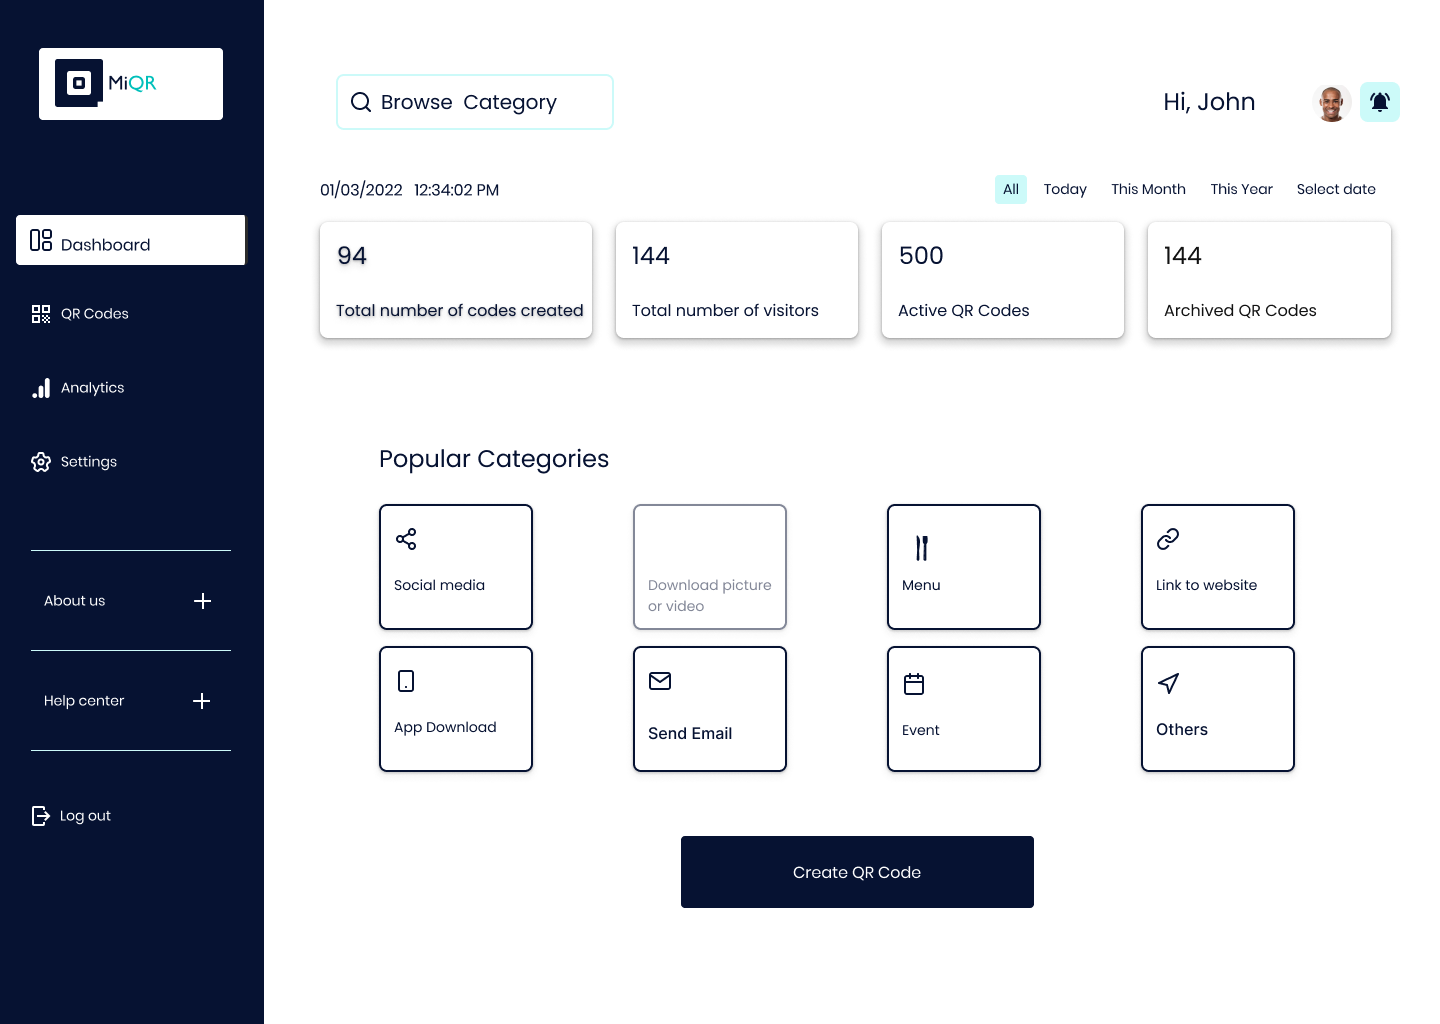 MiQR
Browse Category
Hi, John
01/03/2022 12:34:02 PM
All Today This Month This Year Select date
Dashboard
QR Codes
Analytics
Settings
About us
Help center
Log out
94
Total number of codes created
144
Total number of visitors
500
Active QR Codes
144
Archived QR Codes
Popular Categories
Social media
Download picture
or video
Menu
Link to website
App Download
Send Email
Event
Others
Create QR Code